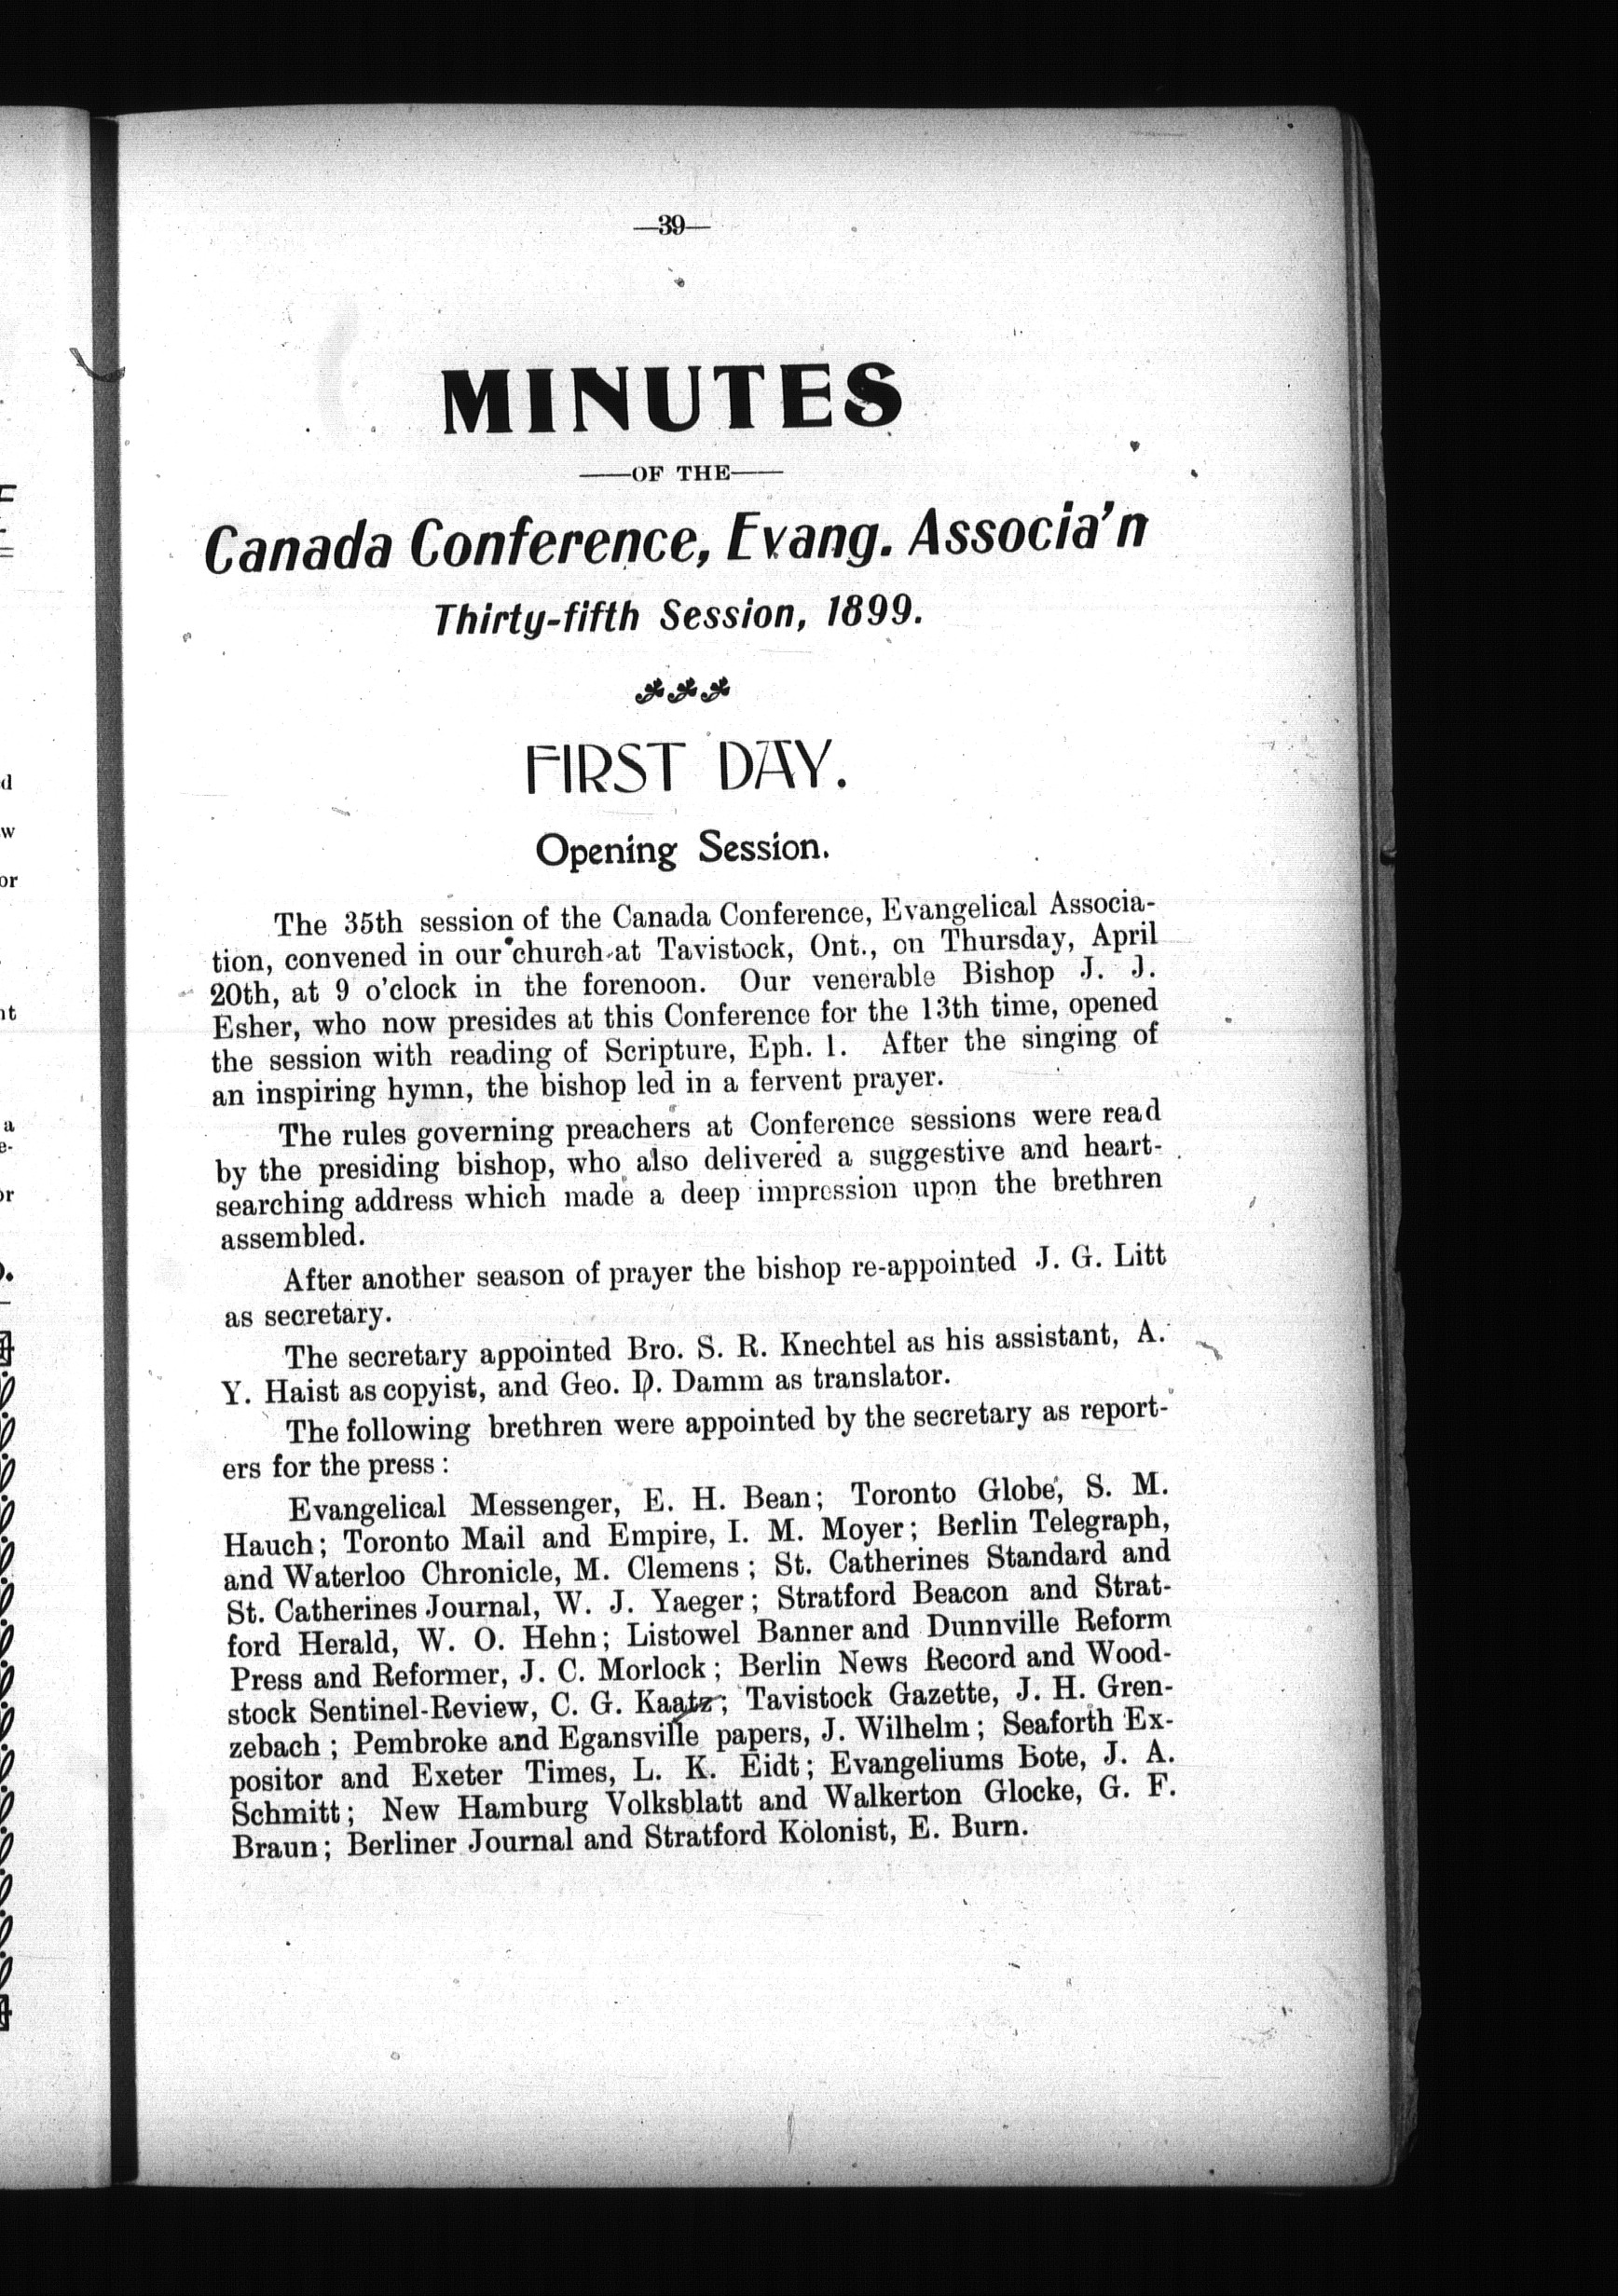 —39—
MINUTES
——OF THE——
Canada Conference, Evang. Associa'n
Thirty-fifth Session, 1899.
FIRST DAY.
Opening Session.
The 35th session of the Canada Conference, Evangelical Associa-
tion, convened in our church at Tavistock, Ont., on Thursday, April
20th, at 9 o'clock in the forenoon. Our venerable Bishop J. J.
Esher, who now presides at this Conference for the 13th time, opened
the session with reading of Scripture, Eph. 1. After the singing of
an inspiring hymn, the bishop led in a fervent prayer.
The rules governing preachers at Conference sessions were read
by the presiding bishop, who also delivered a suggestive and heart-
searching address which made a deep impression upon the brethren
assembled.
After another season of prayer the bishop re-appointed J. G. Litt
as secretary.
The secretary appointed Bro. S. R. Knechtel as his assistant, A.
Y. Haist as copyist, and Geo. D. Damm as translator.
The following brethren were appointed by the secretary as report-
ers for the press :
Evangelical Messenger, E. H. Bean; Toronto Globe, S. M.
Hauch; Toronto Mail and Empire, I. M. Moyer; Berlin Telegraph,
and Waterloo Chronicle, M. Clemens; St. Catherines Standard and
St. Catherines Journal, W. J. Yaeger; Stratford Beacon and Strat-
ford Herald, W. O. Hehn; Listowel Banner and Dunnville Reform
Press and Reformer, J. C. Morlock; Berlin News Record and Wood-
stock Sentinel-Review, C. G. Kaatz; Tavistock Gazette, J. H. Gren-
zebach; Pembroke and Egansville papers, J. Wilhelm; Seaforth Ex-
positor and Exeter Times, L. K. Eidt; Evangeliums Bote, J. A.
Schmitt; New Hamburg Volksblatt and Walkerton Glocke, G. F.
Braun; Berliner Journal and Stratford Kolonist, E. Burn.